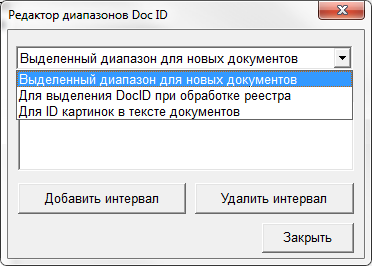 Редактор диапазонов Doc ID
Выделенный диапазон для новых документов
Выделенный диапазон для новых документов
Для выделения DocID при обработке реестра
Для ID картинок в тексте документов
Добавить интервал Удалить интервал
Закрыть